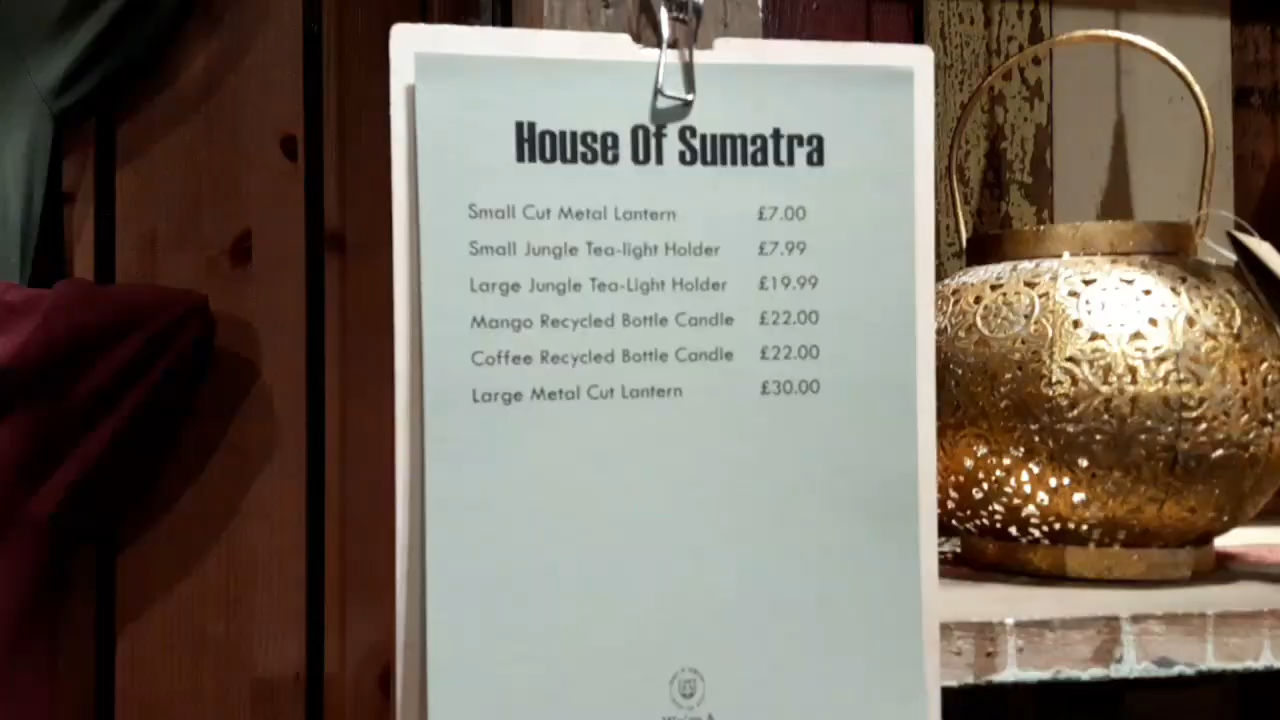 House Of Sumatra
Small Cut Metal Lantern £7.00
Small Jungle Tea-light Holder £7.99
Large Jungle Tea-Light Holder £19.99
Mango Recycled Bottle Candle £22.00
Coffee Recycled Bottle Candle £22.00
Large Metal Cut Lantern £30.00